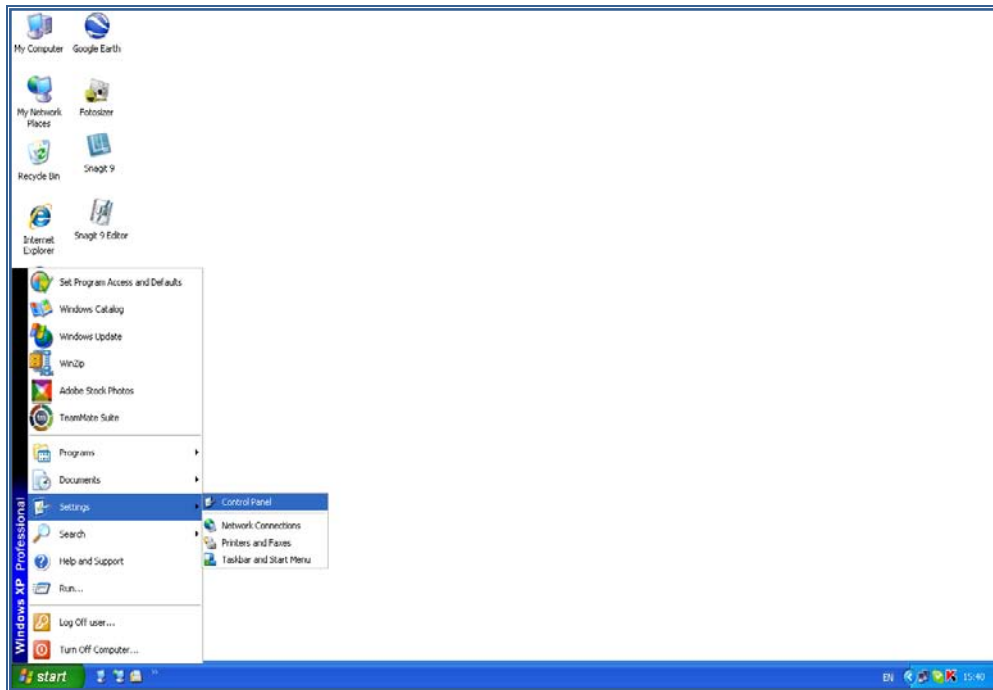 My Computer
Google Earth
My Network
Places
Fotosizer
Recycle Bin
Snagit 9
Internet
Explorer
Snagit 9 Editor
Set Program Access and Defaults
Windows Catalog
Windows Update
WinZip
Adobe Stock Photos
TeamMate Suite
Programs
Documents
Settings
Search
Help and Support
Run...
Log Off user...
Turn Off Computer...
Windows XP Professional
Control Panel
Network Connections
Printers and Faxes
Taskbar and Start Menu
start
EN
15:40